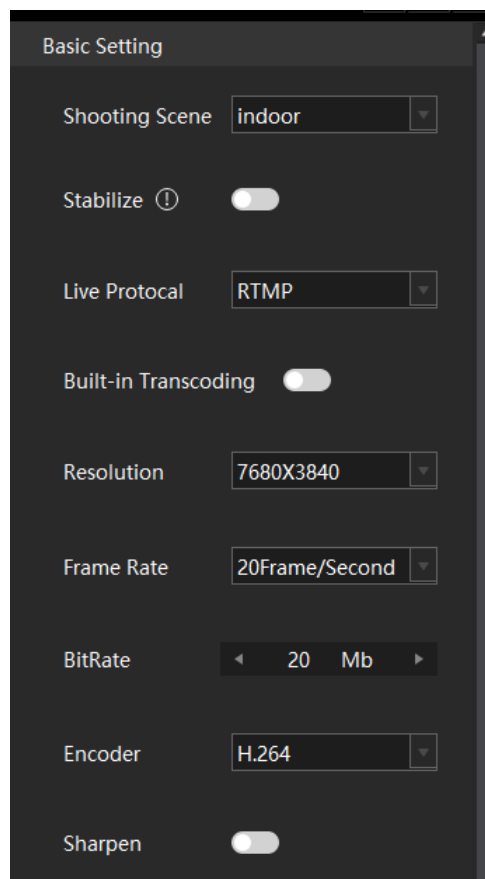 Basic Setting
Shooting Scene indoor
Stabilize
Live Protocal RTMP
Built-in Transcoding
Resolution 7680X3840
Frame Rate 20Frame/Second
BitRate 20 Mb
Encoder H.264
Sharpen